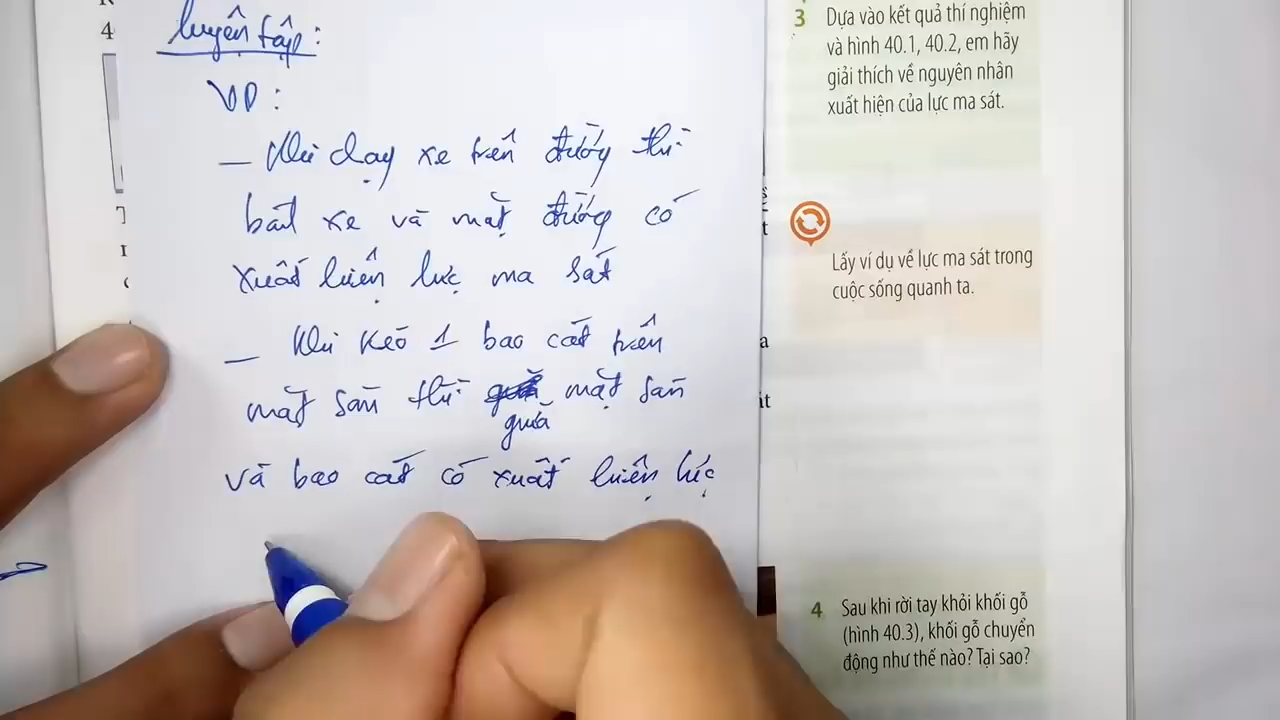 Luyện tập:
VD:
– Khi chạy xe trên đường thì
bánh xe và mặt đường có
xuất hiện lực ma sát
– Khi kéo 1 bao cát trên
mặt sàn thì giữa mặt sàn
và bao cát có xuất hiện lực
3 Dựa vào kết quả thí nghiệm
và hình 40.1, 40.2, em hãy
giải thích về nguyên nhân
xuất hiện của lực ma sát.
Lấy ví dụ về lực ma sát trong
cuộc sống quanh ta.
4 Sau khi rời tay khỏi khối gỗ
(hình 40.3), khối gỗ chuyển
động như thế nào? Tại sao?